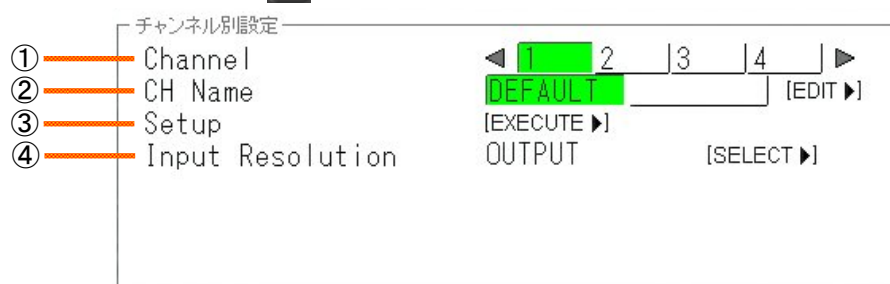 チャンネル別設定
① Channel ◀ 1 2 3 4 ▶
② CH Name DEFAULT [EDIT ▶]
③ Setup [EXECUTE ▶]
④ Input Resolution OUTPUT [SELECT ▶]